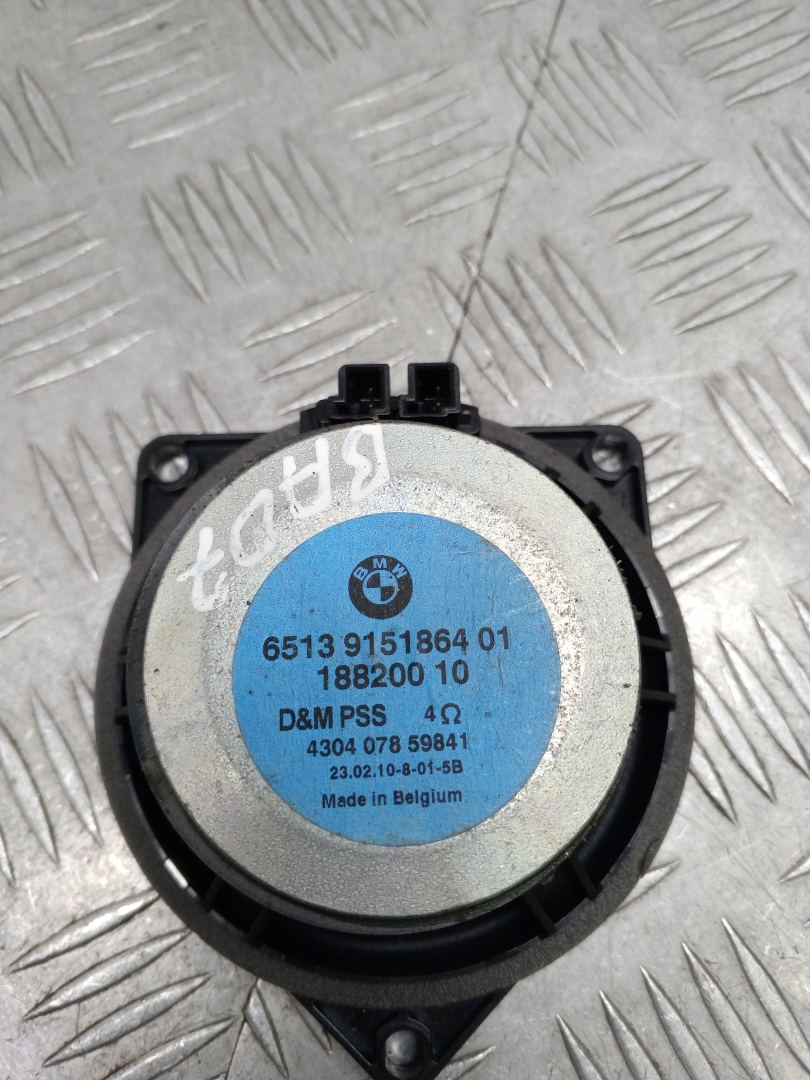 BAD7
BMW
6513 9151864 01
188200 10
D&M PSS 4Ω
4304 078 59841
23.02.10-8-01-5B
Made in Belgium